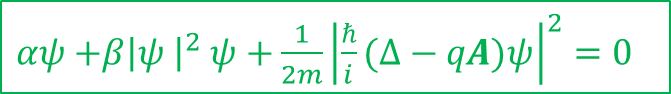 αψ +β|ψ |² ψ + 1/2m |ħ/i (Δ − qA)ψ|² = 0